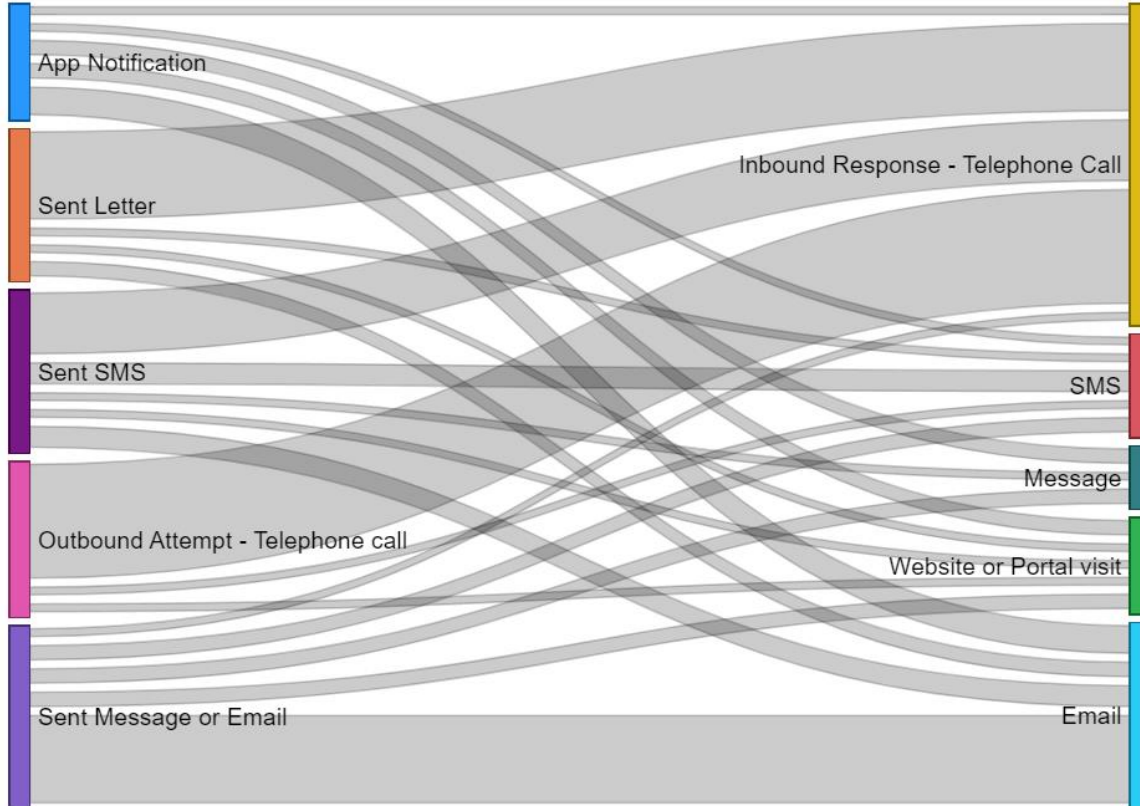 App Notification
Sent Letter
Sent SMS
Outbound Attempt - Telephone call
Sent Message or Email
Inbound Response - Telephone Call
SMS
Message
Website or Portal visit
Email